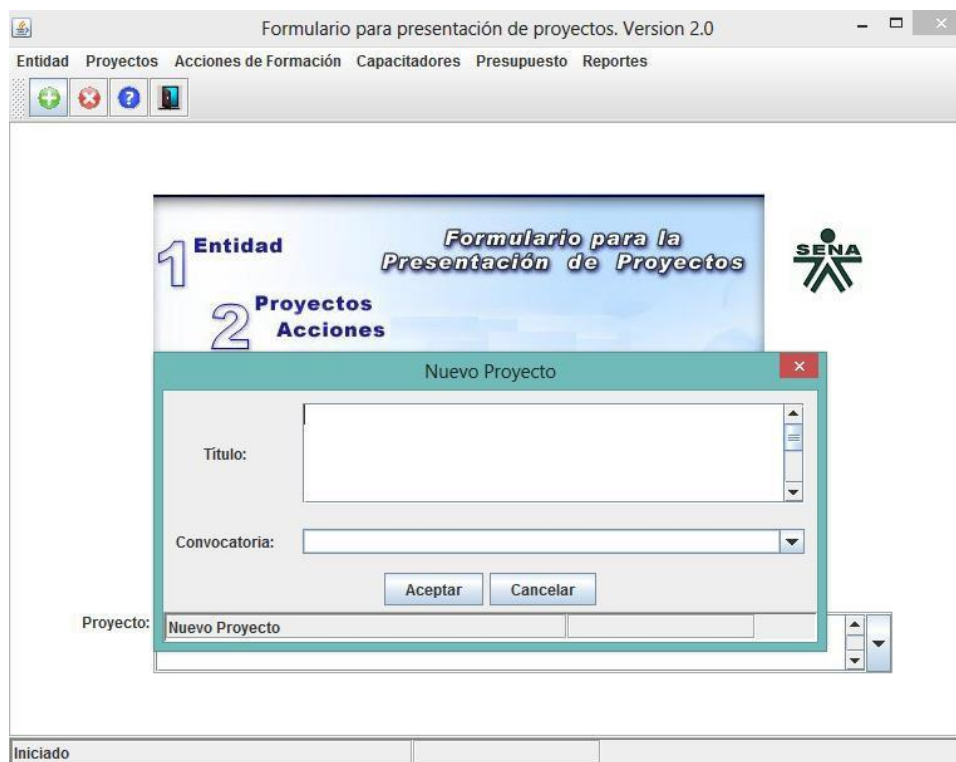 Formulario para presentación de proyectos. Version 2.0
Entidad Proyectos Acciones de Formación Capacitadores Presupuesto Reportes
1 Entidad
Formulario para la
Presentación de Proyectos
SENA
2 Proyectos
Acciones
Nuevo Proyecto
Título:
Convocatoria:
Aceptar Cancelar
Proyecto:
Nuevo Proyecto
Iniciado